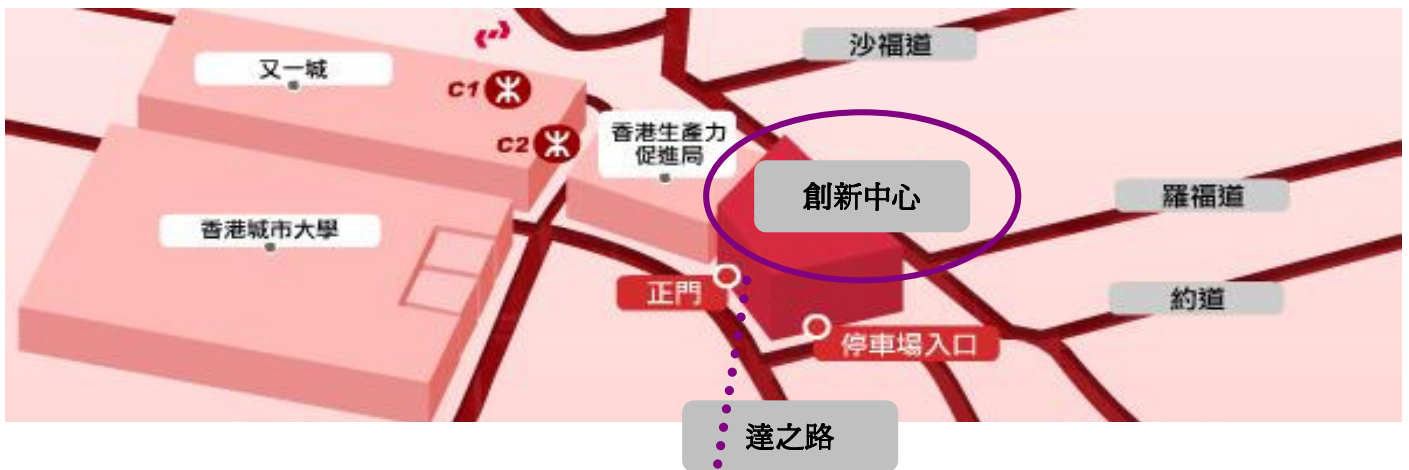 沙福道
又一城
C1
香港生產力
促進局
C2
創新中心
羅福道
香港城市大學
正門
約道
停車場入口
達之路